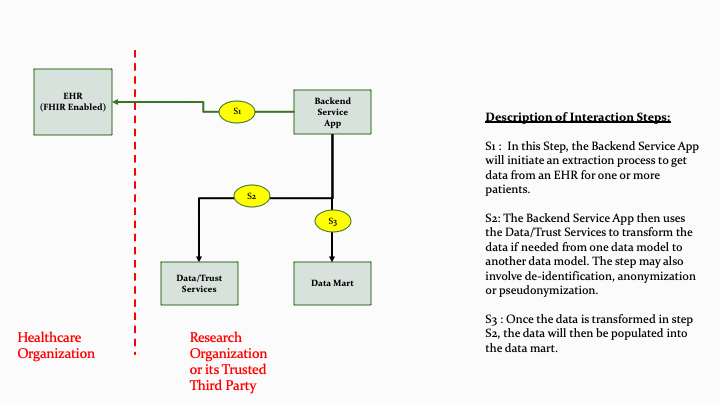 EHR
(FHIR Enabled)
S1
Backend
Service
App
S2
S3
Data/Trust
Services
Data Mart
Healthcare
Organization
Research
Organization
or its Trusted
Third Party
Description of Interaction Steps:
S1 :  In this Step, the Backend Service App
will initiate an extraction process to get
data from an EHR for one or more
patients.
S2: The Backend Service App then uses
the Data/Trust Services to transform the
data if needed from one data model to
another data model. The step may also
involve de-identification, anonymization
or pseudonymization.
S3 : Once the data is transformed in step
S2, the data will then be populated into
the data mart.